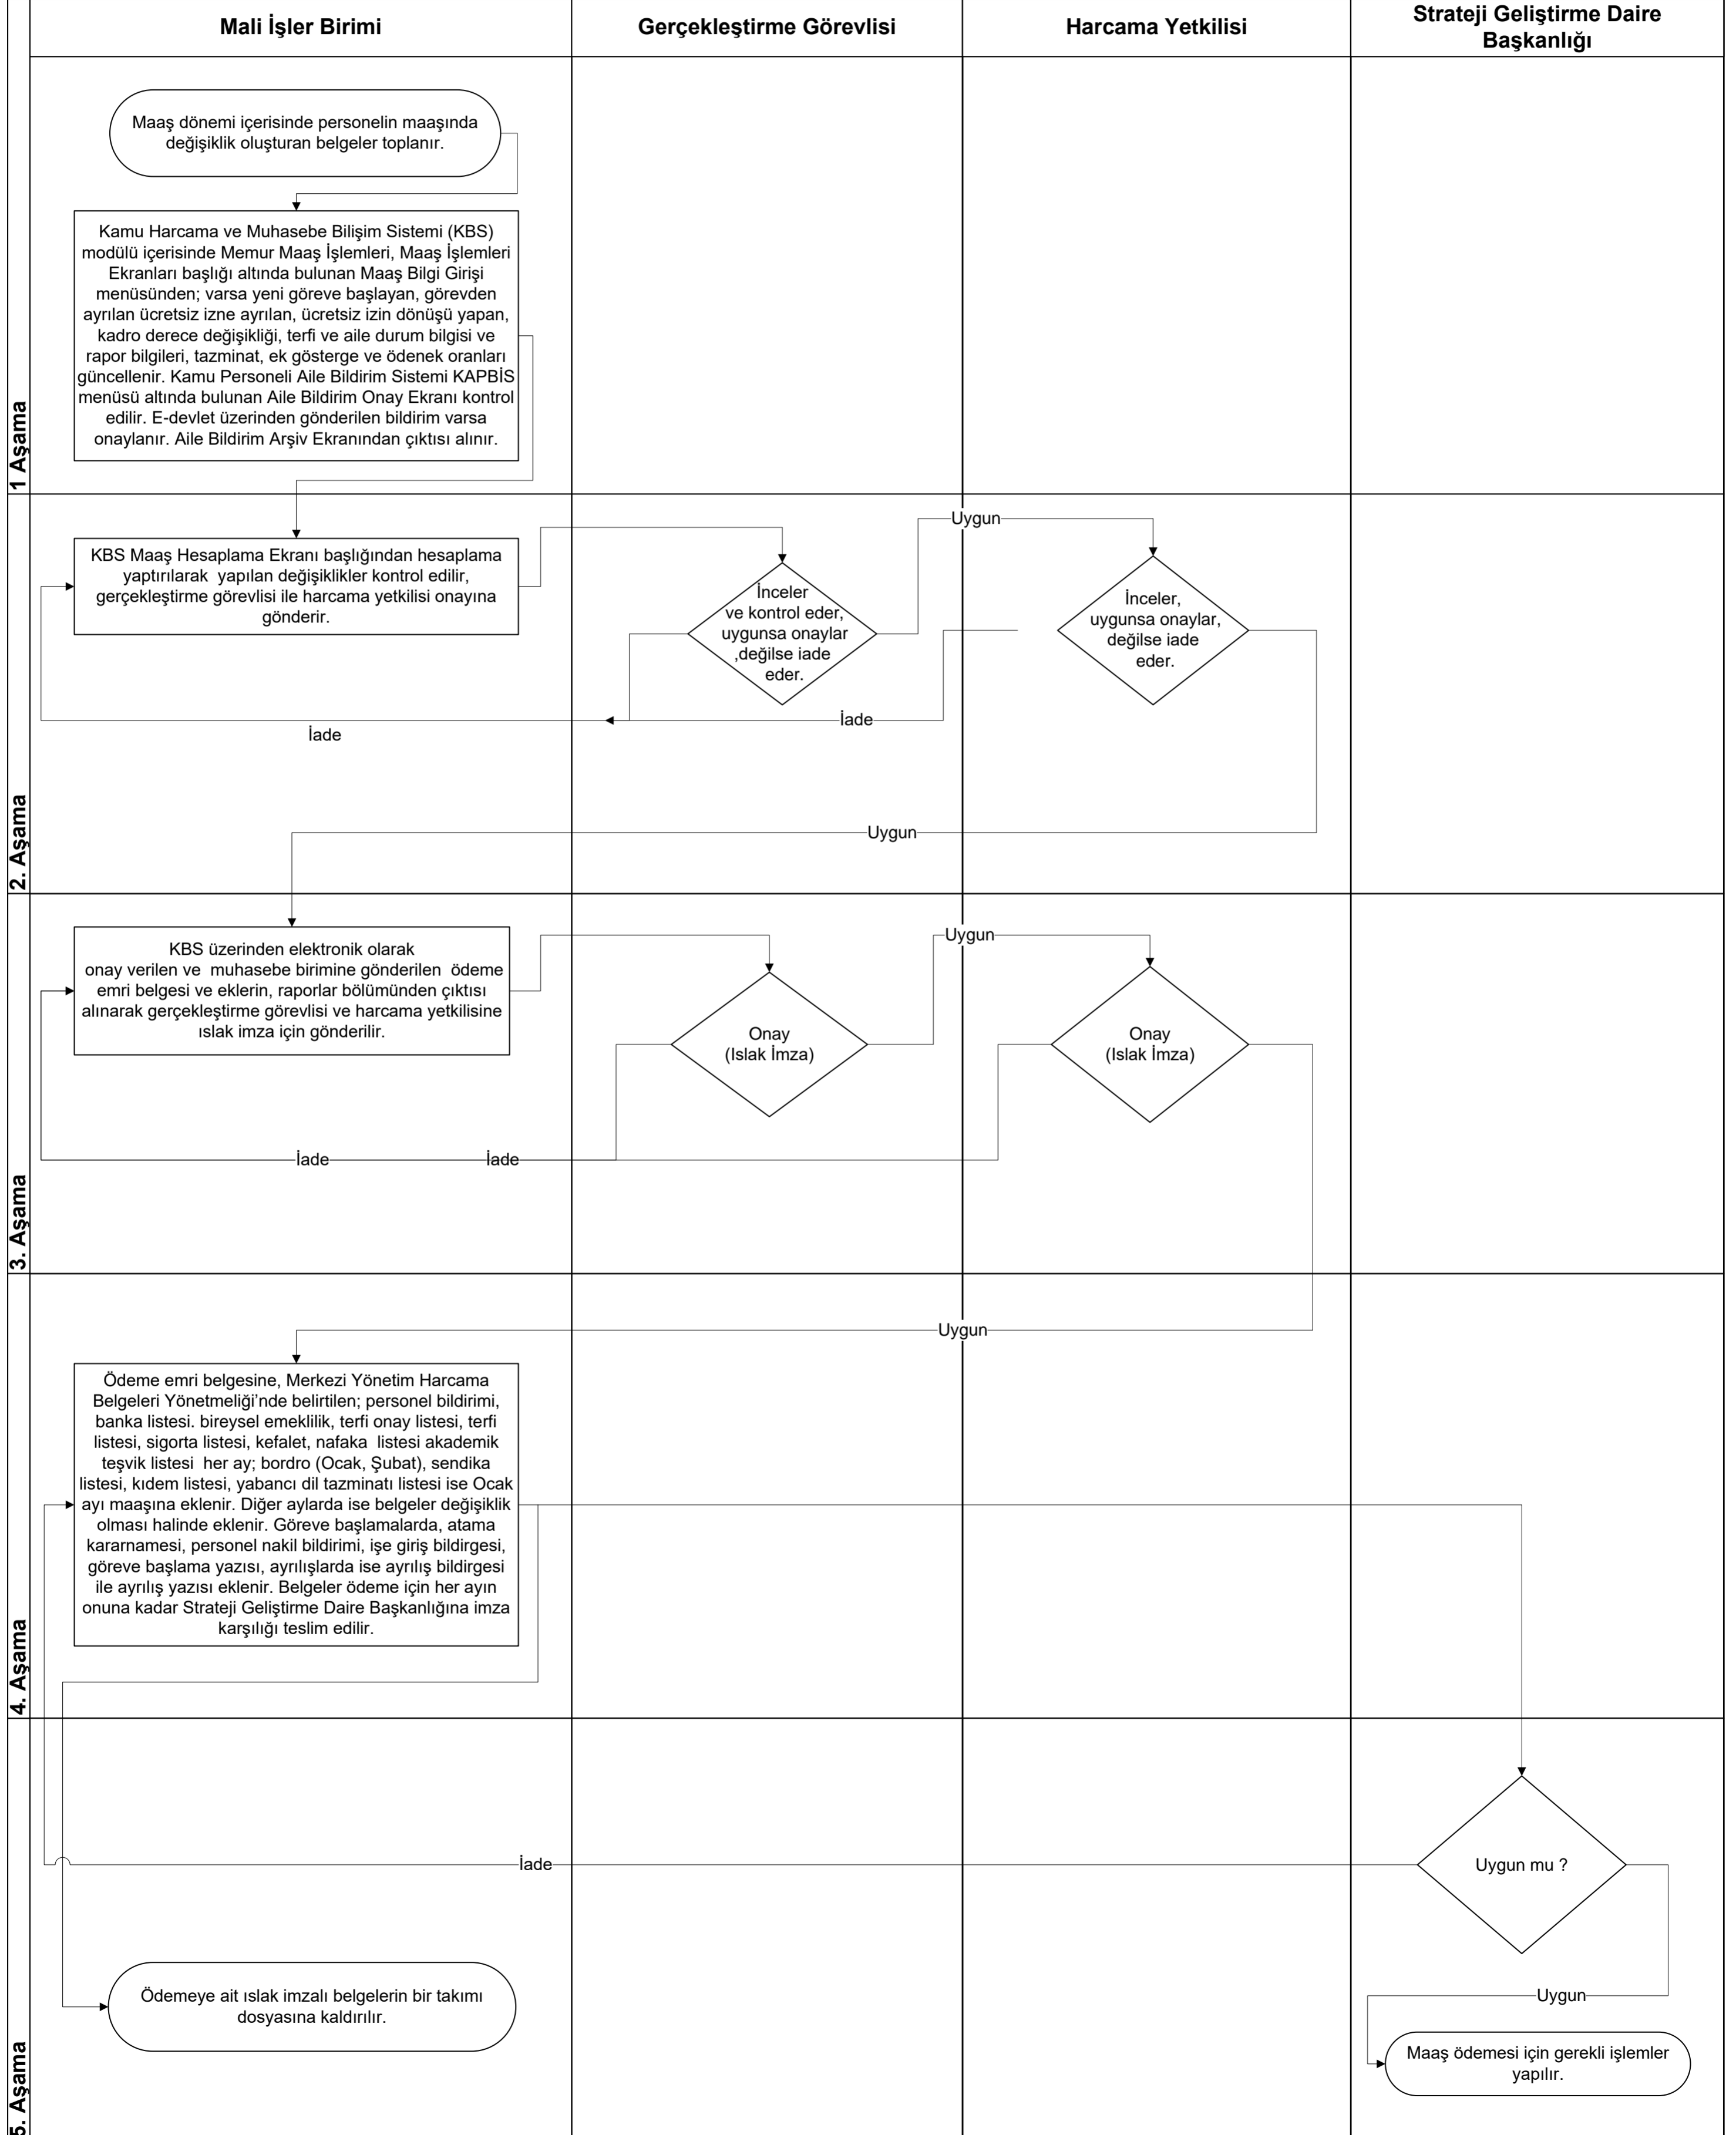 Mali İşler Birimi
Gerçekleştirme Görevlisi
Harcama Yetkilisi
Strateji Geliştirme Daire
Başkanlığı
1 Aşama
Maaş dönemi içerisinde personelin maaşında
değişiklik oluşturan belgeler toplanır.
Kamu Harcama ve Muhasebe Bilişim Sistemi (KBS)
modülü içerisinde Memur Maaş İşlemleri, Maaş İşlemleri
Ekranları başlığı altında bulunan Maaş Bilgi Girişi
menüsünden; varsa yeni göreve başlayan, görevden
ayrılan ücretsiz izne ayrılan, ücretsiz izin dönüşü yapan,
kadro derece değişikliği, terfi ve aile durum bilgisi ve
rapor bilgileri, tazminat, ek gösterge ve ödenek oranları
güncellenir. Kamu Personeli Aile Bildirim Sistemi KAPBİS
menüsü altında bulunan Aile Bildirim Onay Ekranı kontrol
edilir. E-devlet üzerinden gönderilen bildirim varsa
onaylanır. Aile Bildirim Arşiv Ekranından çıktısı alınır.
2. Aşama
KBS Maaş Hesaplama Ekranı başlığından hesaplama
yaptırılarak  yapılan değişiklikler kontrol edilir,
gerçekleştirme görevlisi ile harcama yetkilisi onayına
gönderir.
İnceler
ve kontrol eder,
uygunsa onaylar
,değilse iade
eder.
Uygun
İnceler,
uygunsa onaylar,
değilse iade
eder.
İade
İade
Uygun
3. Aşama
KBS üzerinden elektronik olarak
onay verilen ve  muhasebe birimine gönderilen  ödeme
emri belgesi ve eklerin, raporlar bölümünden çıktısı
alınarak gerçekleştirme görevlisi ve harcama yetkilisine
ıslak imza için gönderilir.
Onay
(Islak İmza)
Uygun
Onay
(Islak İmza)
İade
İade
4. Aşama
Uygun
Ödeme emri belgesine, Merkezi Yönetim Harcama
Belgeleri Yönetmeliği’nde belirtilen; personel bildirimi,
banka listesi. bireysel emeklilik, terfi onay listesi, terfi
listesi, sigorta listesi, kefalet, nafaka  listesi akademik
teşvik listesi  her ay; bordro (Ocak, Şubat), sendika
listesi, kıdem listesi, yabancı dil tazminatı listesi ise Ocak
ayı maaşına eklenir. Diğer aylarda ise belgeler değişiklik
olması halinde eklenir. Göreve başlamalarda, atama
kararnamesi, personel nakil bildirimi, işe giriş bildirgesi,
göreve başlama yazısı, ayrılışlarda ise ayrılış bildirgesi
ile ayrılış yazısı eklenir. Belgeler ödeme için her ayın
onuna kadar Strateji Geliştirme Daire Başkanlığına imza
karşılığı teslim edilir.
5. Aşama
Uygun mu ?
İade
Uygun
Ödemeye ait ıslak imzalı belgelerin bir takımı
dosyasına kaldırılır.
Maaş ödemesi için gerekli işlemler
yapılır.